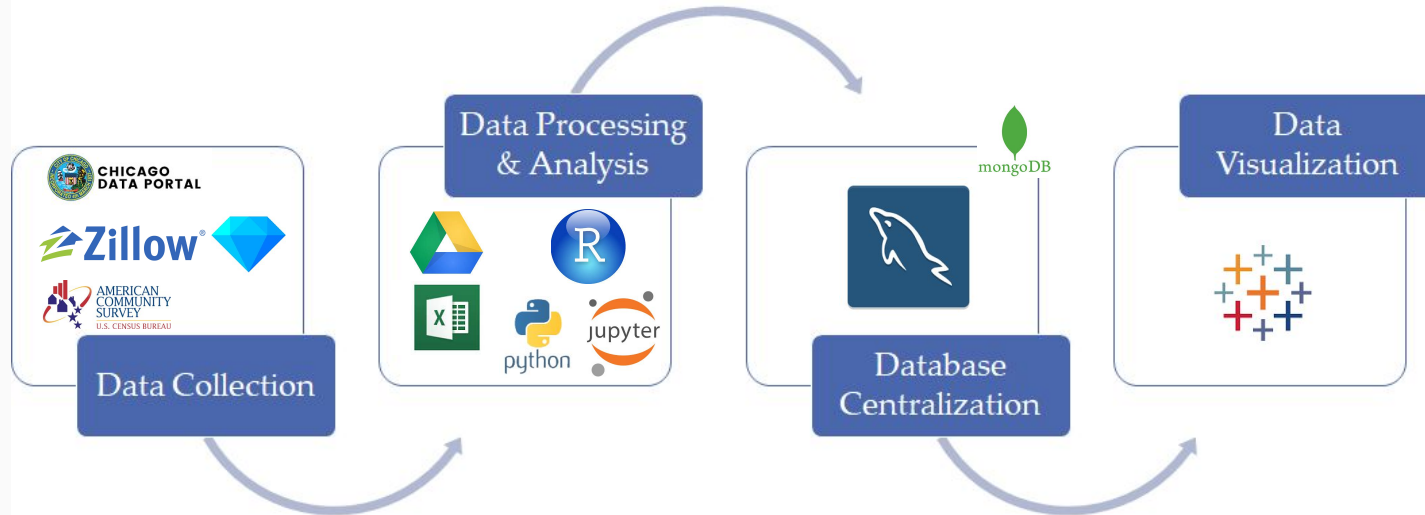 CHICAGO
DATA PORTAL
Zillow®
AMERICAN
COMMUNITY
SURVEY
U.S. CENSUS BUREAU
Data Collection
Data Processing
& Analysis
R
X
python
jupyter
mongoDB
Database
Centralization
Data
Visualization